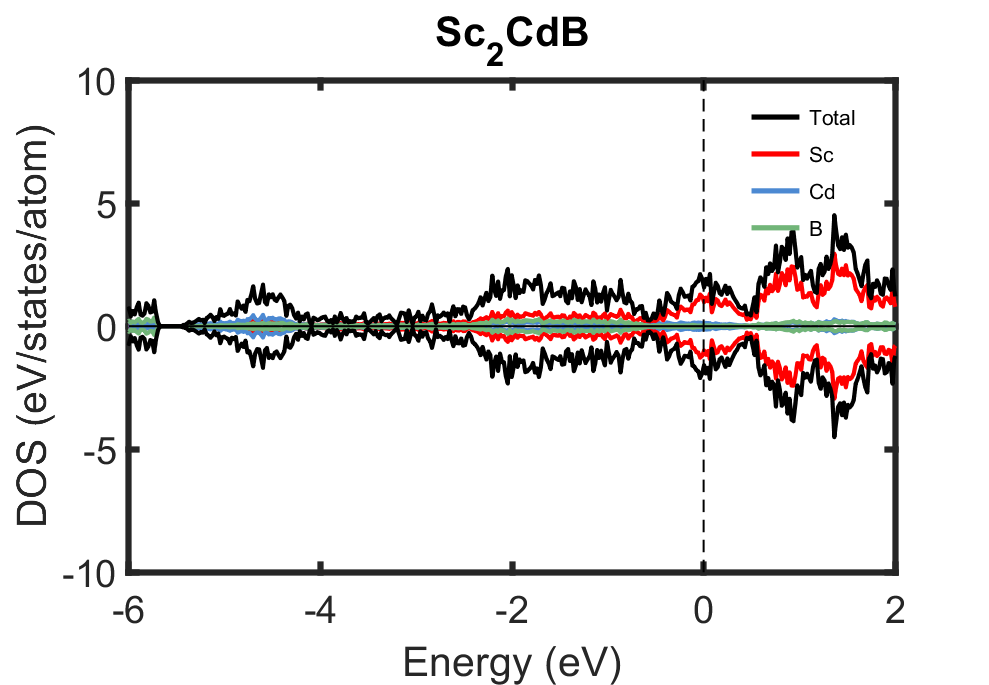 Sc₂CdB
10
5
0
-5
-10
DOS (eV/states/atom)
Total
Sc
Cd
B
-6 -4 -2 0 2
Energy (eV)